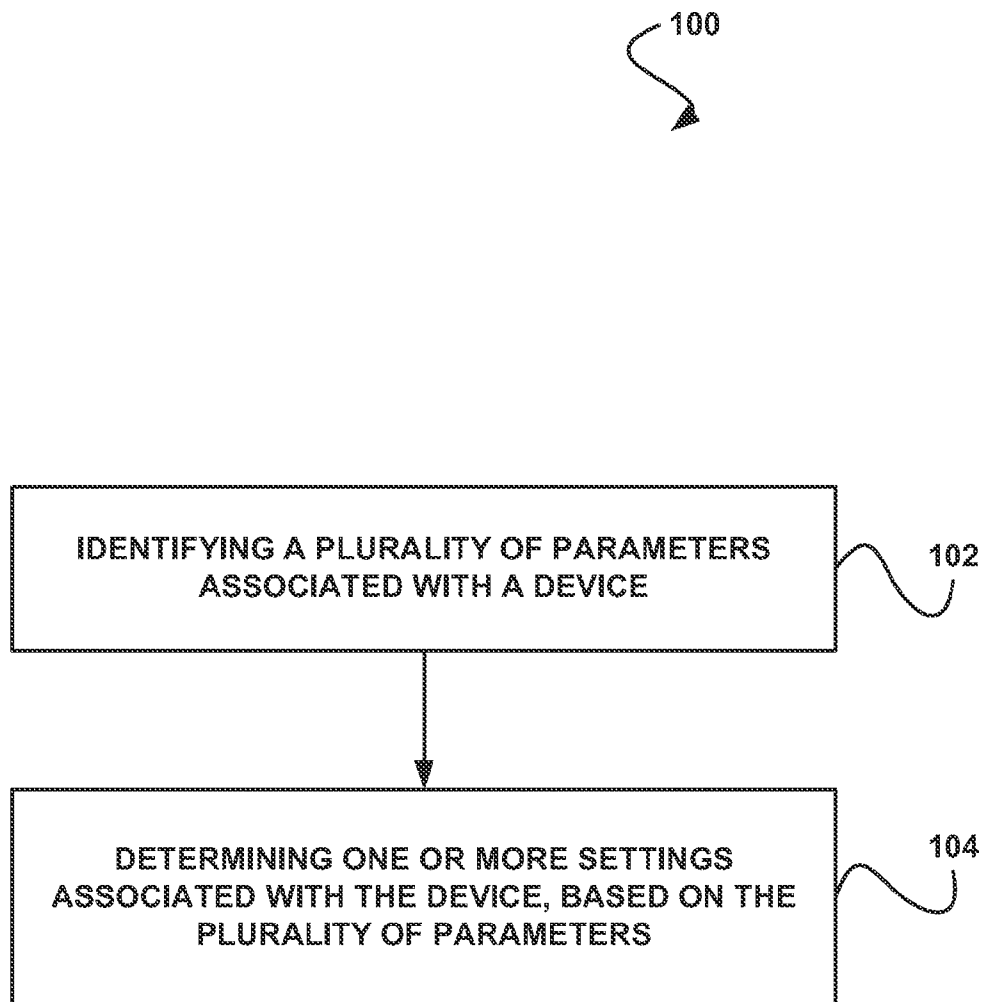 100
IDENTIFYING A PLURALITY OF PARAMETERS
ASSOCIATED WITH A DEVICE
102
DETERMINING ONE OR MORE SETTINGS
ASSOCIATED WITH THE DEVICE, BASED ON THE
PLURALITY OF PARAMETERS
104